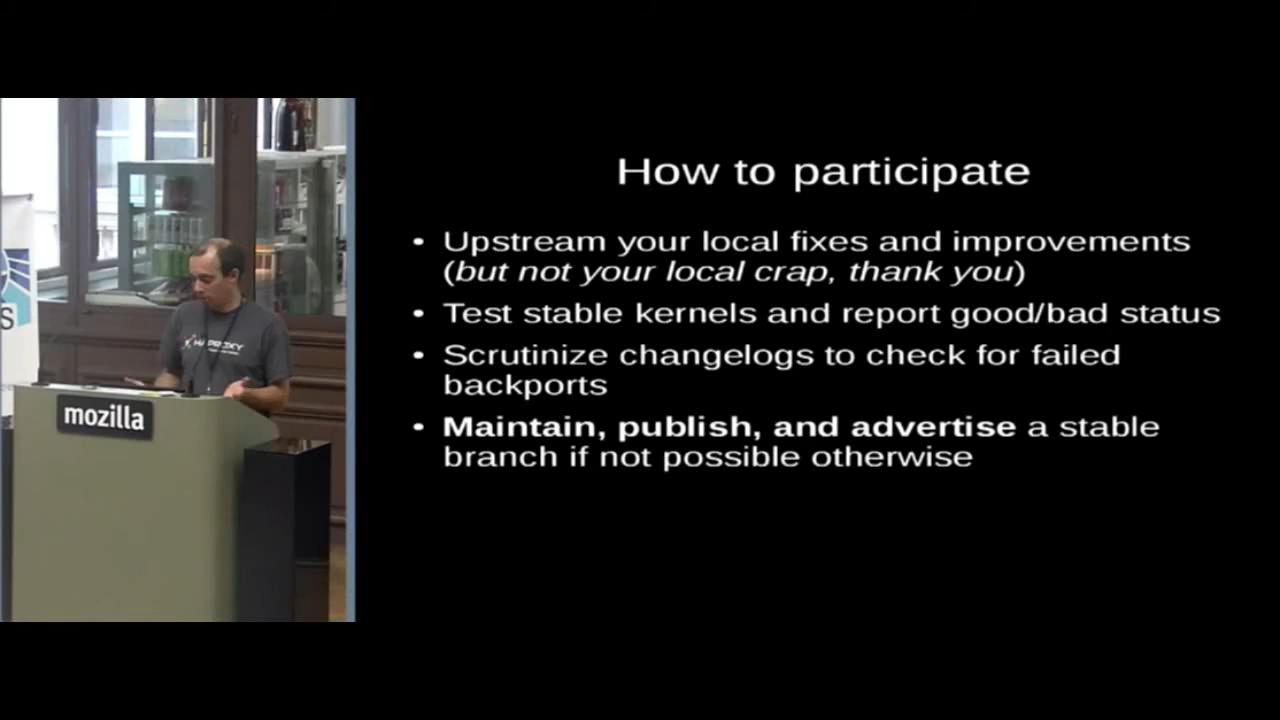 How to participate
• Upstream your local fixes and improvements
(but not your local crap, thank you)
• Test stable kernels and report good/bad status
• Scrutinize changelogs to check for failed
backports
• Maintain, publish, and advertise a stable
branch if not possible otherwise
S
HAPROXY
mozilla